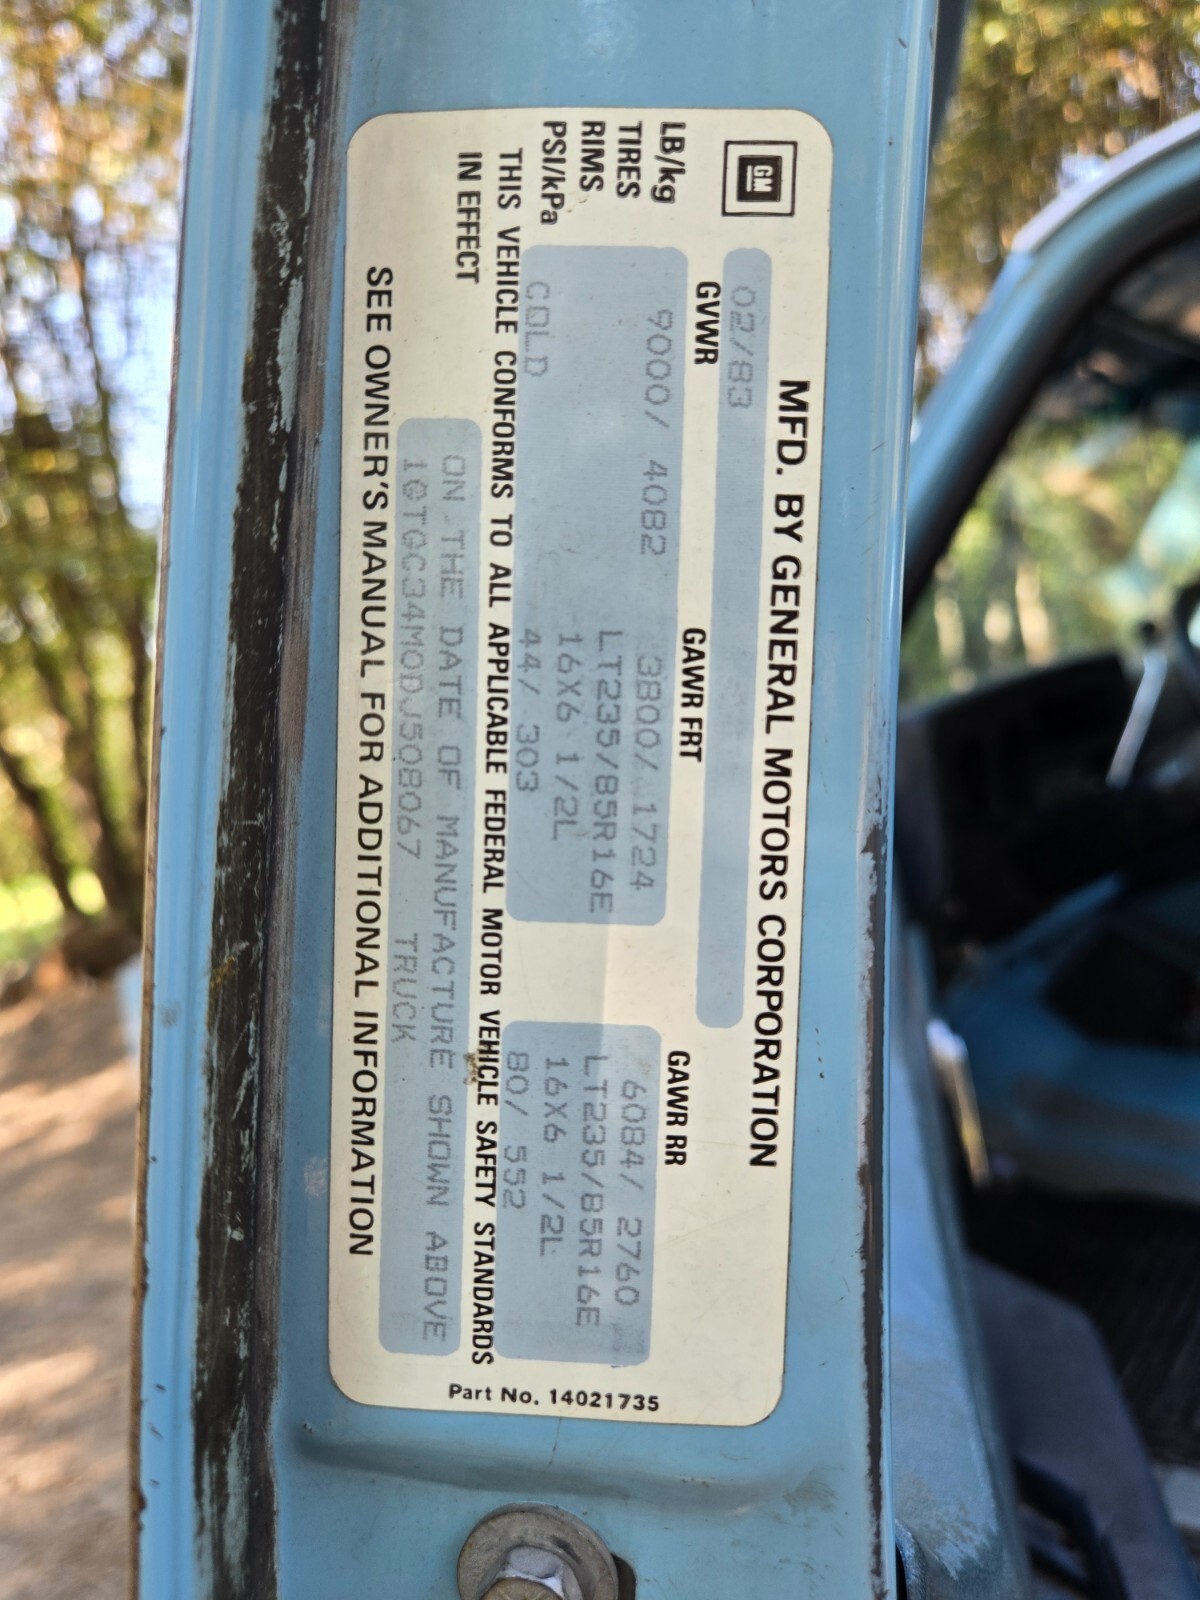 GM
MFD. BY GENERAL MOTORS CORPORATION
02/83
GVWR GAWR FRT GAWR RR
LB/kg 9000/ 4082 3800/ 1724 6084/ 2760
TIRES LT235/85R16E LT235/85R16E
RIMS 16X6 1/2L 16X6 1/2L
PSI/kPa COLD 44/ 303 80/ 552
THIS VEHICLE CONFORMS TO ALL APPLICABLE FEDERAL MOTOR VEHICLE SAFETY STANDARDS
IN EFFECT ON THE DATE OF MANUFACTURE SHOWN ABOVE
1GTGC34M0DJ508067 TRUCK
SEE OWNER'S MANUAL FOR ADDITIONAL INFORMATION
Part No. 14021735